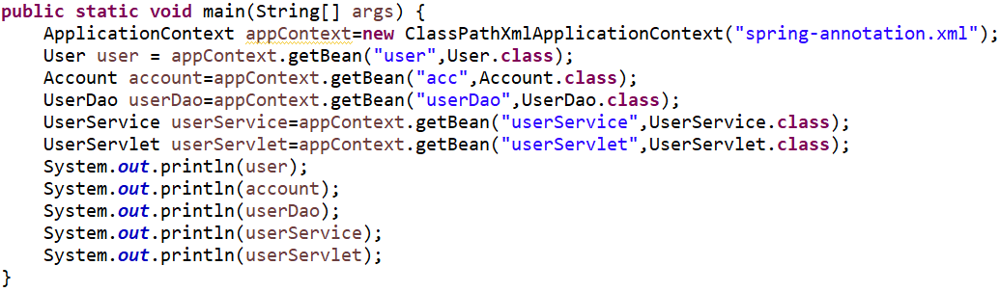 public static void main(String[] args) {
    ApplicationContext appContext=new ClassPathXmlApplicationContext("spring-annotation.xml");
    User user = appContext.getBean("user",User.class);
    Account account=appContext.getBean("acc",Account.class);
    UserDao userDao=appContext.getBean("userDao",UserDao.class);
    UserService userService=appContext.getBean("userService",UserService.class);
    UserServlet userServlet=appContext.getBean("userServlet",UserServlet.class);
    System.out.println(user);
    System.out.println(account);
    System.out.println(userDao);
    System.out.println(userService);
    System.out.println(userServlet);
}